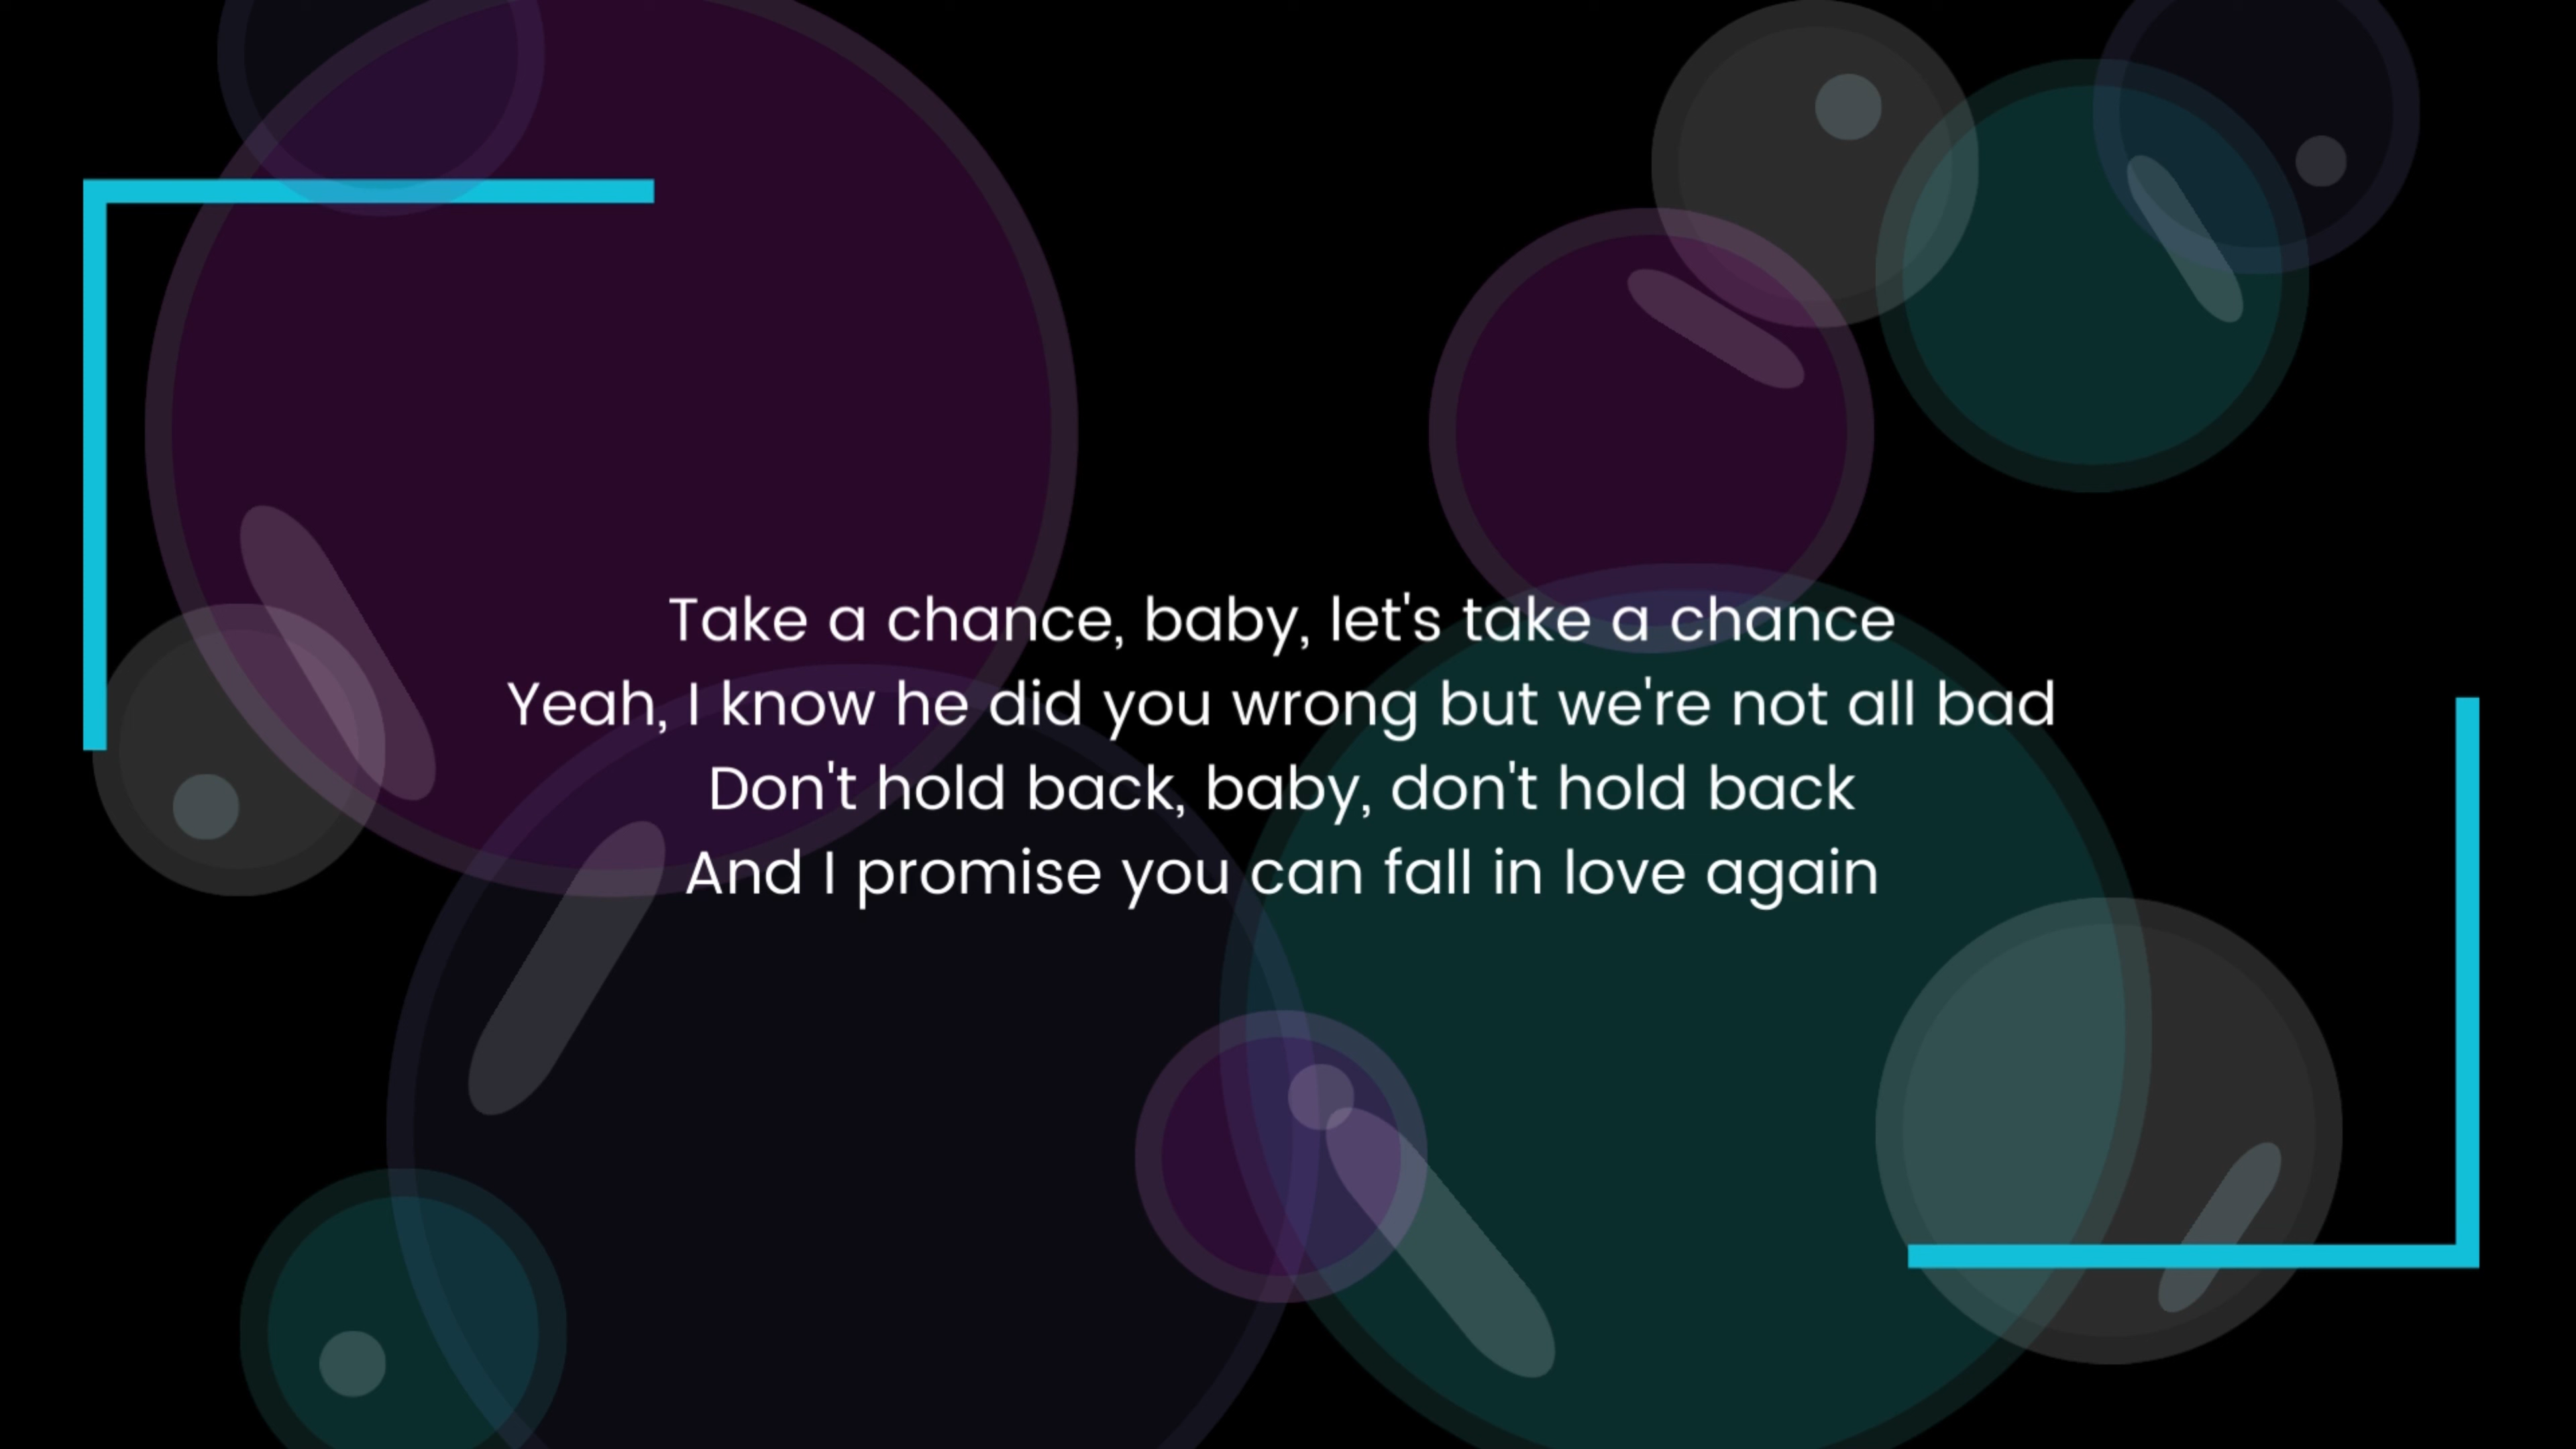 Take a chance, baby, let's take a chance
Yeah, I know he did you wrong but we're not all bad
Don't hold back, baby, don't hold back
And I promise you can fall in love again